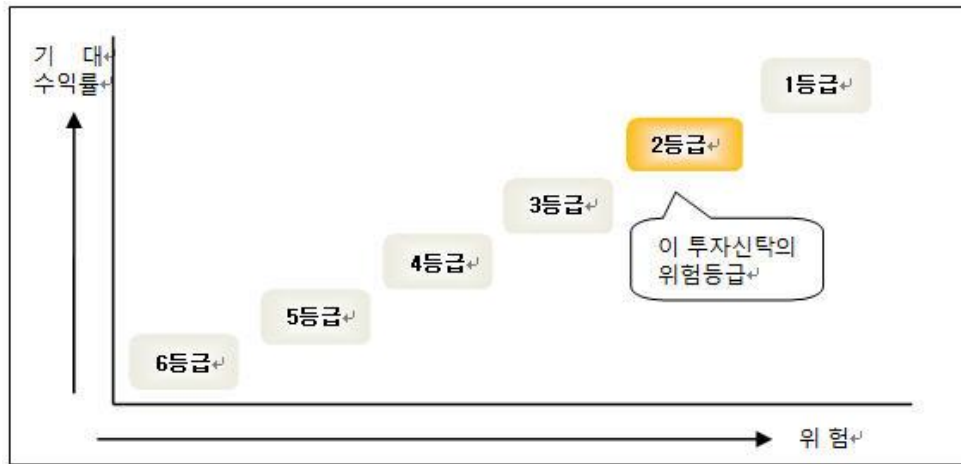 기 대↵
수익률↵
1등급↵
2등급↵
3등급↵
이 투자신탁의
위험등급↵
4등급↵
5등급↵
6등급↵
위 험↵